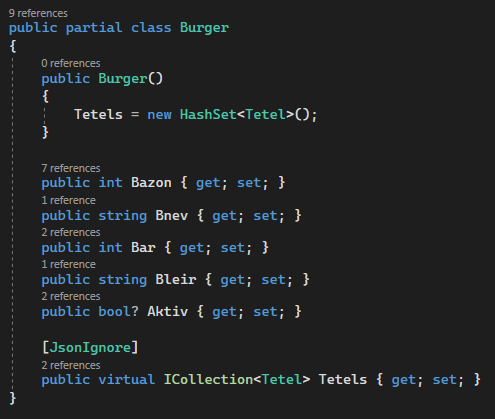 9 references
public partial class Burger
{
0 references
public Burger()
{
Tetels = new HashSet<Tetel>();
}
7 references
public int Bazon { get; set; }
1 reference
public string Bnev { get; set; }
2 references
public int Bar { get; set; }
1 reference
public string Bleir { get; set; }
2 references
public bool? Aktiv { get; set; }
[JsonIgnore]
2 references
public virtual ICollection<Tetel> Tetels { get; set; }
}